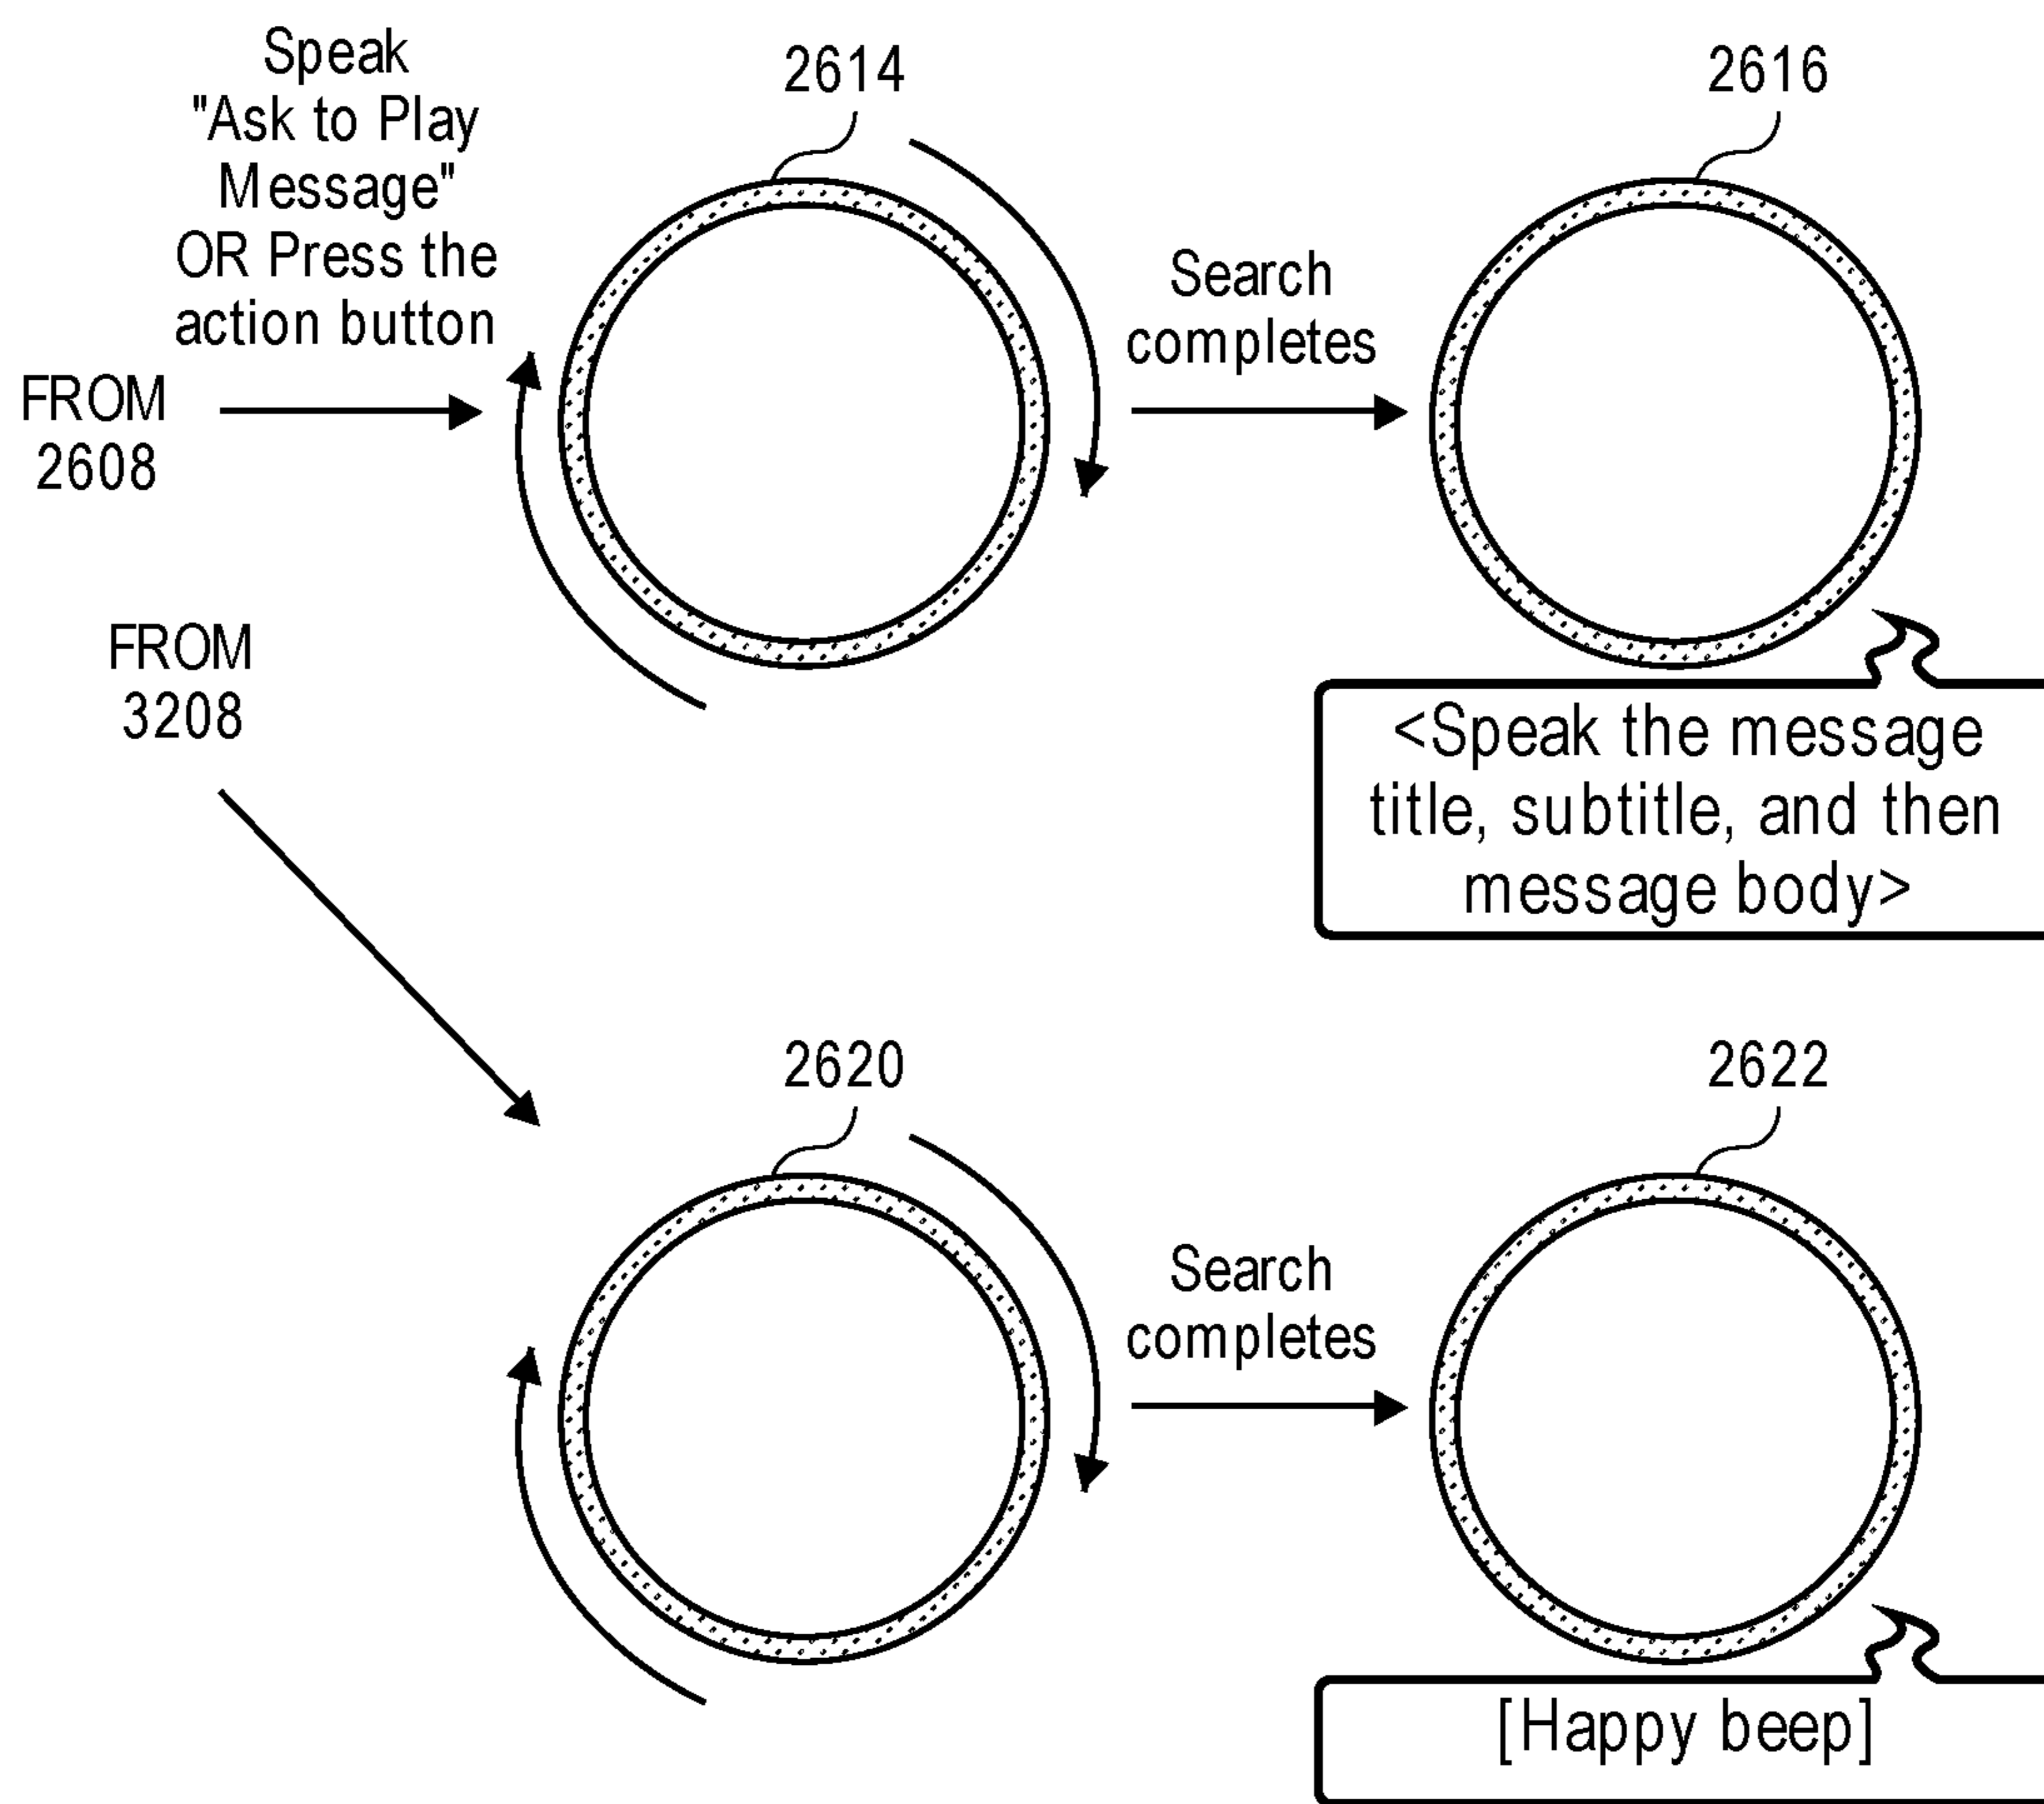 Speak
"Ask to Play
Message"
OR Press the
action button
FROM
2608
2614
Search
completes
2616
<Speak the message
title, subtitle, and then
message body>
FROM
3208
2620
Search
completes
2622
[Happy beep]